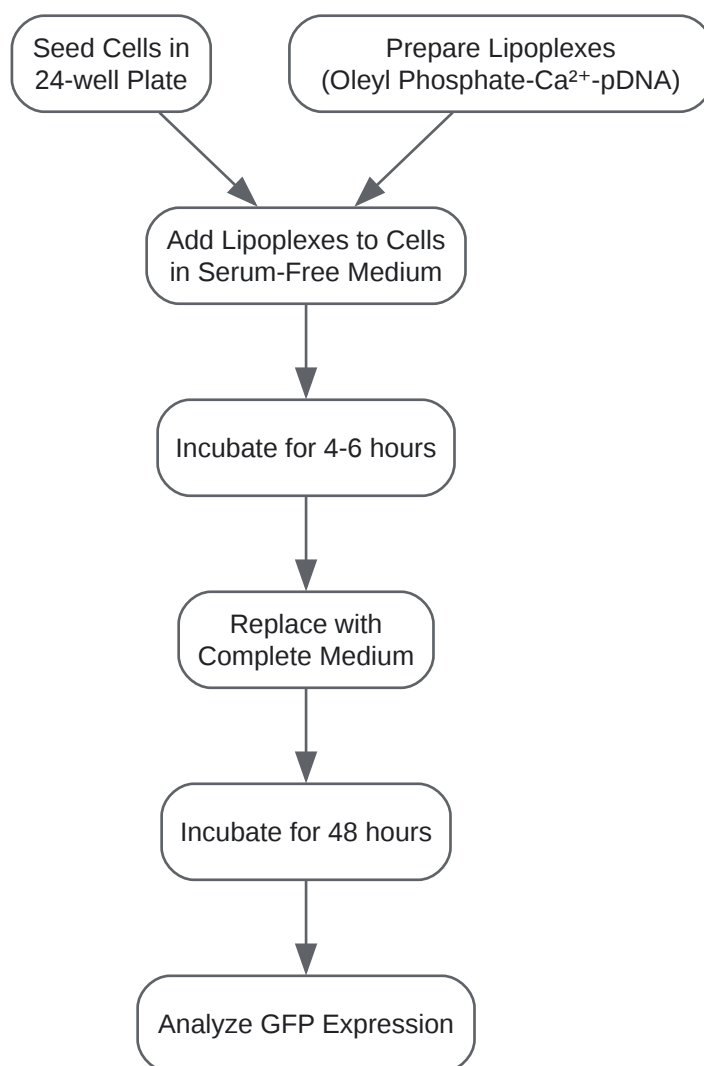 Seed Cells in
24-well Plate
Prepare Lipoplexes
(Oleyl Phosphate-Ca²⁺-pDNA)
Add Lipoplexes to Cells
in Serum-Free Medium
Incubate for 4-6 hours
Replace with
Complete Medium
Incubate for 48 hours
Analyze GFP Expression